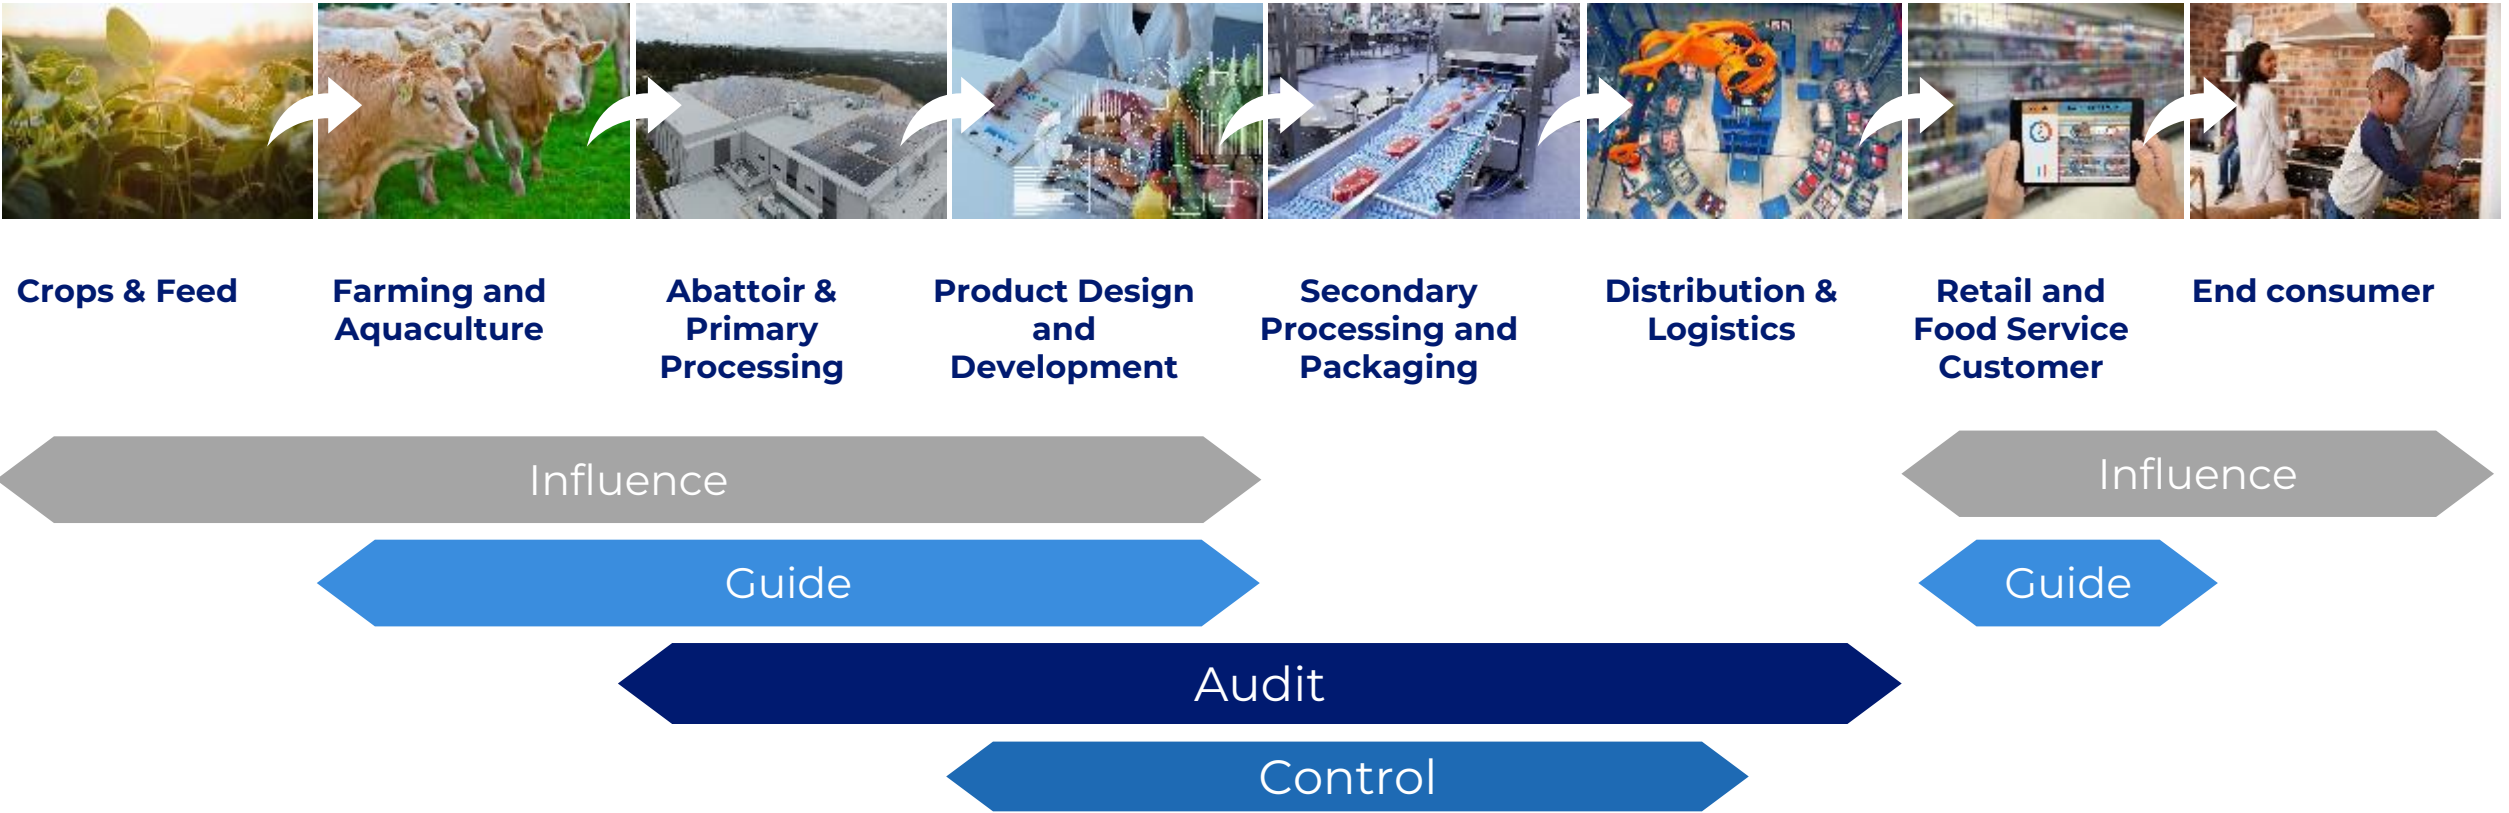 Crops & Feed
Farming and
Aquaculture
Abattoir &
Primary
Processing
Product Design
and
Development
Secondary
Processing and
Packaging
Distribution &
Logistics
Retail and
Food Service
Customer
End consumer
Influence
Influence
Guide
Guide
Audit
Control